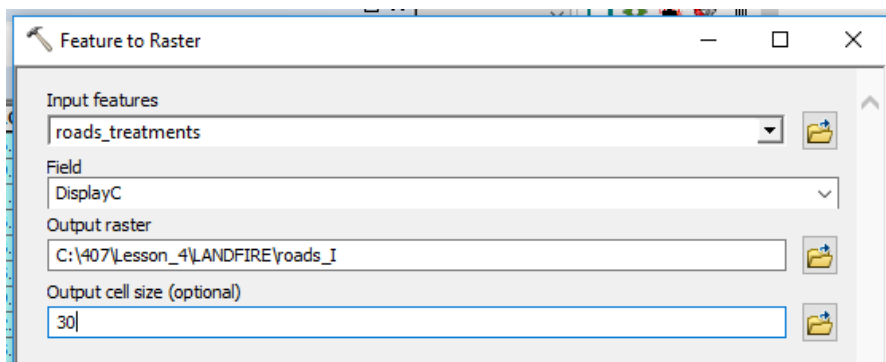 Feature to Raster
Input features
roads_treatments
Field
DisplayC
Output raster
C:\407\Lesson_4\LANDFIRE\roads_I
Output cell size (optional)
30